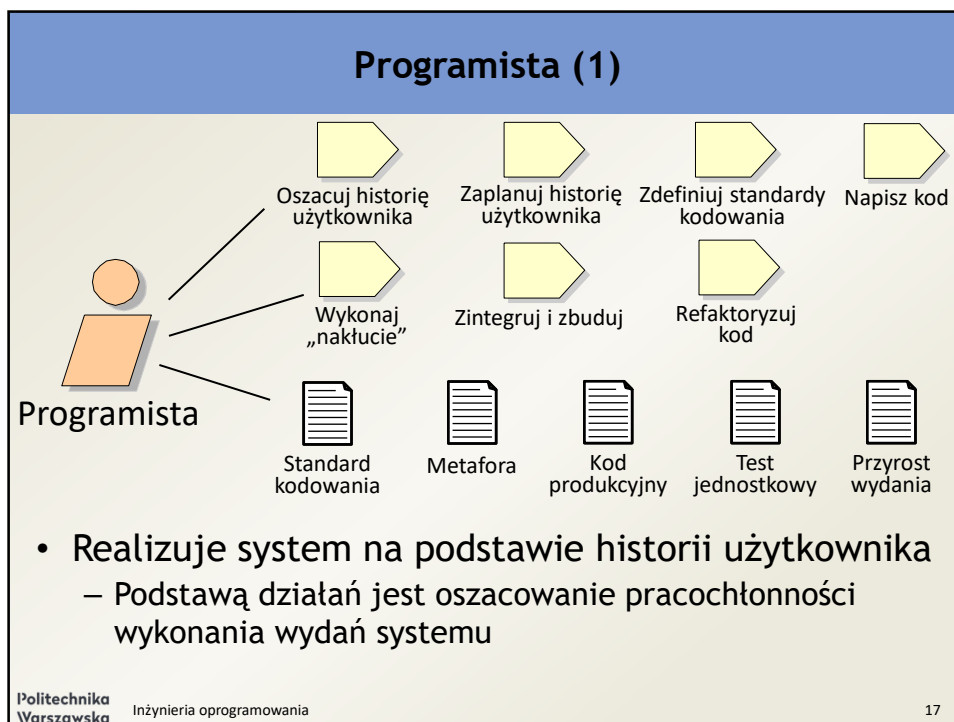 Programista (1)
Oszacuj historię
użytkownika
Zaplanuj historię
użytkownika
Zdefiniuj standardy
kodowania
Napisz kod
Wykonaj
„nakłucie”
Zintegruj i zbuduj
Refaktoryzuj
kod
Programista
Standard
kodowania
Metafora
Kod
produkcyjny
Test
jednostkowy
Przyrost
wydania
• Realizuje system na podstawie historii użytkownika
– Podstawą działań jest oszacowanie pracochłonności
wykonania wydań systemu
Politechnika
Warszawska
Inżynieria oprogramowania
17